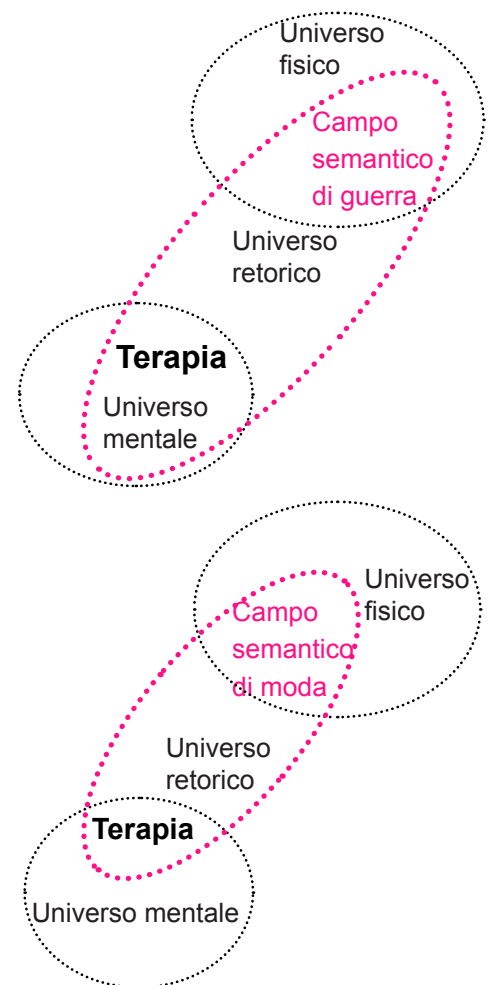 Universo
fisico
Campo
semantico
di guerra
Universo
retorico
Terapia
Universo
mentale
Universo
fisico
Campo
semantico
di moda
Universo
retorico
Terapia
Universo mentale